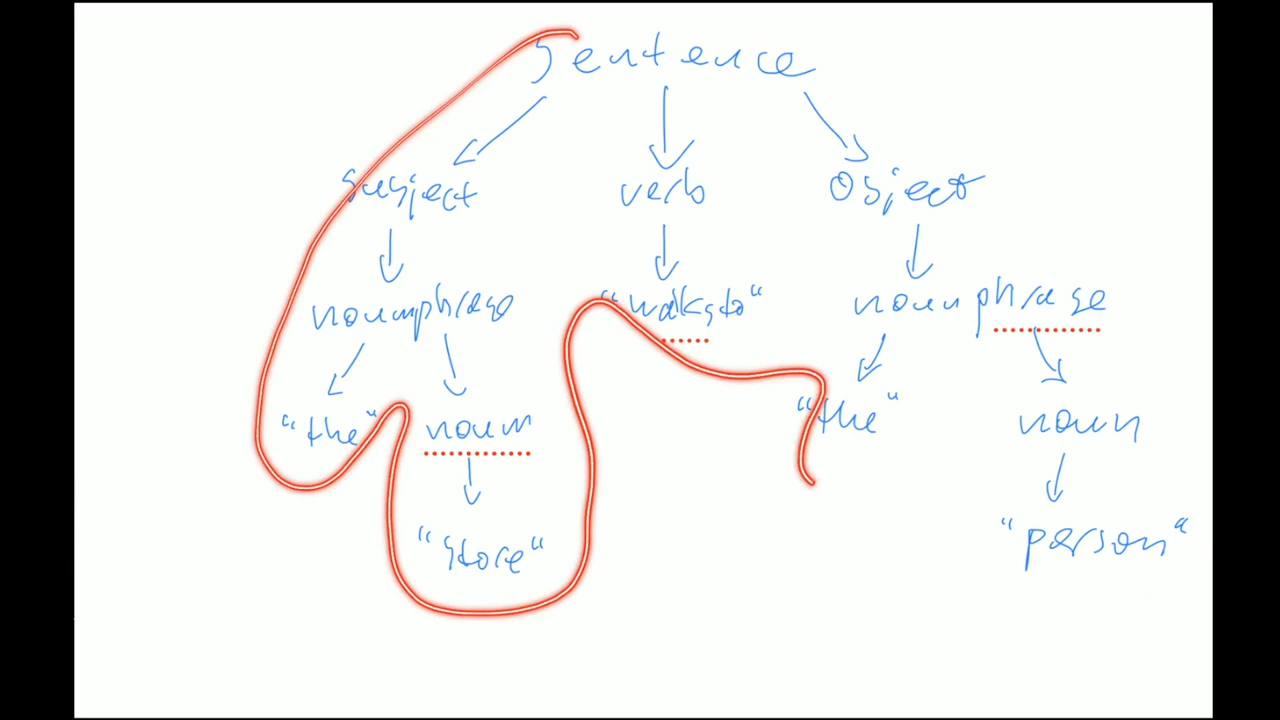 Sentence
Subject verb Object
nounphrase "walks to" nounphrase
"the" noun "the" noun
"store" "person"